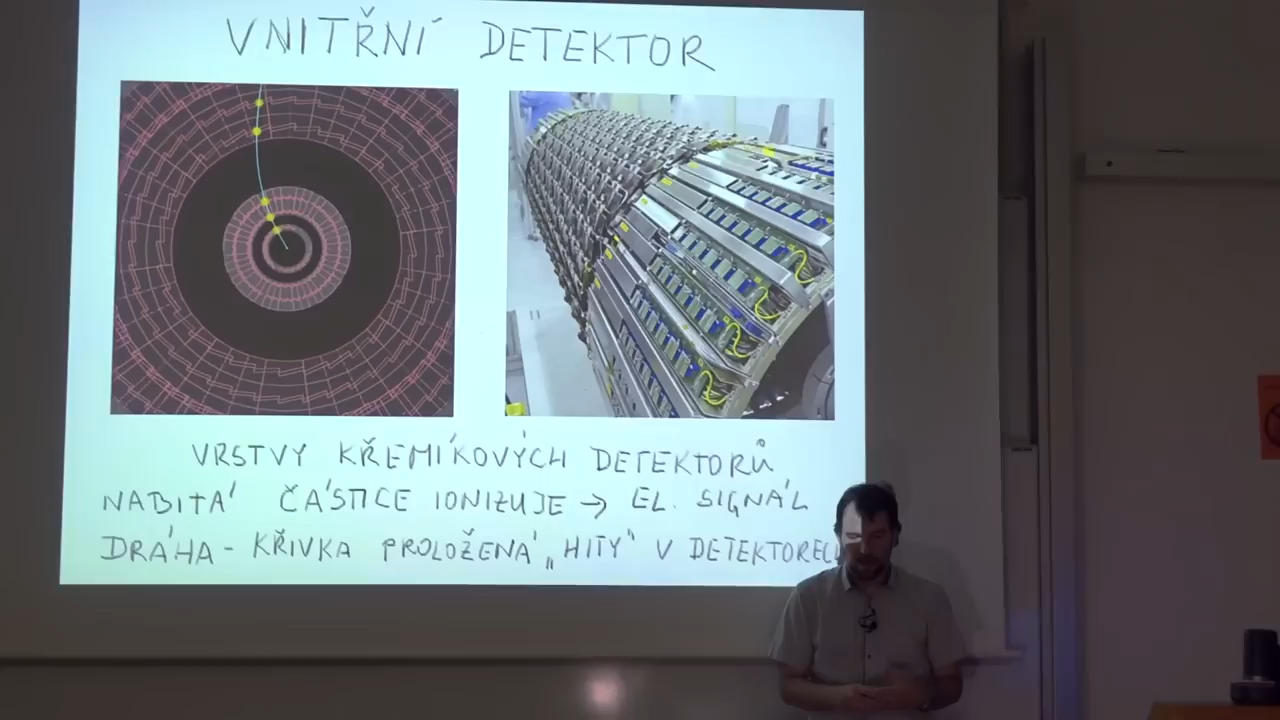 VNITŘNÍ DETEKTOR
VRSTVY KŘEMÍKOVÝCH DETEKTORŮ
NABITÁ ČÁSTICE IONIZUJE → EL. SIGNÁL
DRÁHA - KŘIVKA PROLOŽENÁ „HITY" V DETEKTORECH